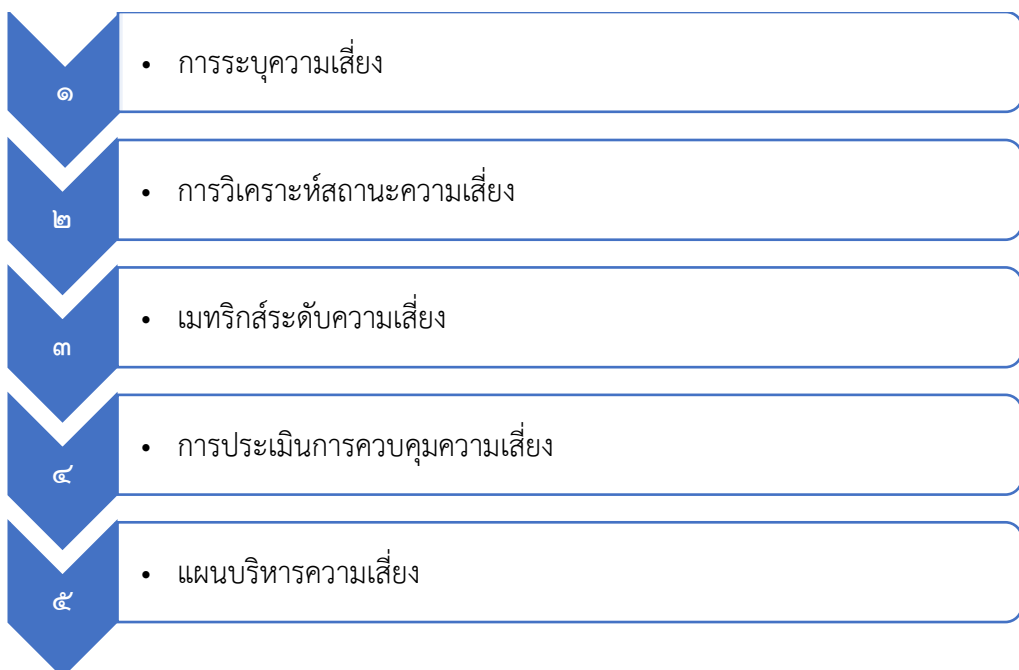 ๑
• การระบุความเสี่ยง
๒
• การวิเคราะห์สถานะความเสี่ยง
๓
• เมทริกส์ระดับความเสี่ยง
๔
• การประเมินการควบคุมความเสี่ยง
๕
• แผนบริหารความเสี่ยง